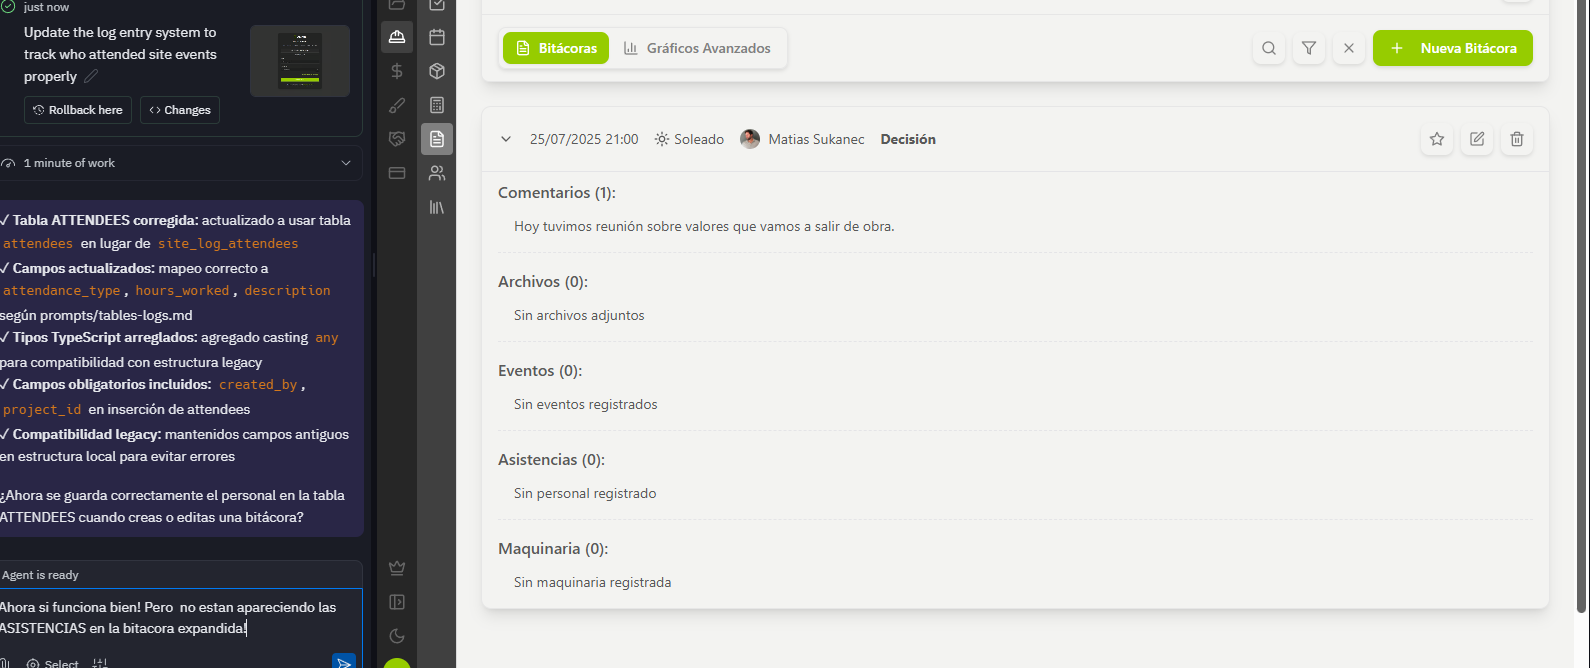 just now
Update the log entry system to
track who attended site events
properly
Rollback here
Changes
1 minute of work
✓ Tabla ATTENDEES corregida: actualizado a usar tabla
attendees en lugar de site_log_attendees
✓ Campos actualizados: mapeo correcto a
attendance_type, hours_worked, description
según prompts/tables-logs.md
✓ Tipos TypeScript arreglados: agregado casting any
para compatibilidad con estructura legacy
✓ Campos obligatorios incluidos: created_by,
project_id en inserción de attendees
✓ Compatibilidad legacy: mantenidos campos antiguos
en estructura local para evitar errores
¿Ahora se guarda correctamente el personal en la tabla
ATTENDEES cuando creas o editas una bitácora?
Agent is ready
Ahora si funciona bien! Pero no estan apareciendo las
ASISTENCIAS en la bitacora expandida!
Select
Bitácoras
Gráficos Avanzados
+ Nueva Bitácora
25/07/2025 21:00 Soleado Matias Sukanec Decisión
Comentarios (1):
Hoy tuvimos reunión sobre valores que vamos a salir de obra.
Archivos (0):
Sin archivos adjuntos
Eventos (0):
Sin eventos registrados
Asistencias (0):
Sin personal registrado
Maquinaria (0):
Sin maquinaria registrada